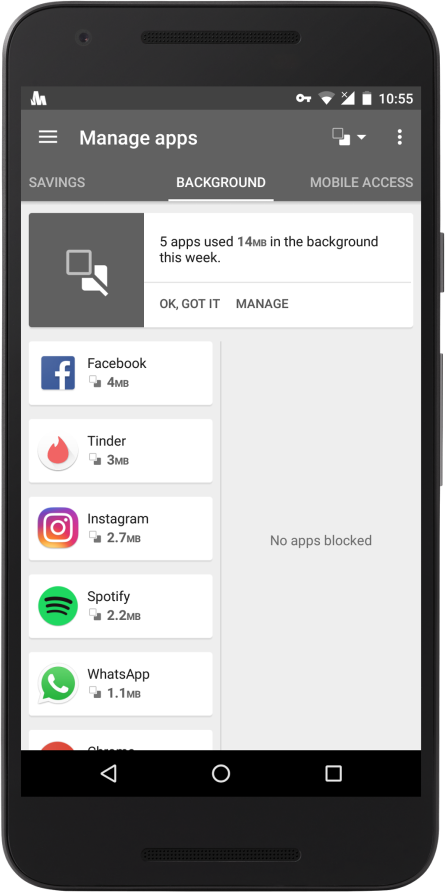 10:55
Manage apps
SAVINGS BACKGROUND MOBILE ACCESS
5 apps used 14MB in the background
this week.
OK, GOT IT MANAGE
Facebook
4MB
Tinder
3MB
Instagram
2.7MB
No apps blocked
Spotify
2.2MB
WhatsApp
1.1MB
Chrome